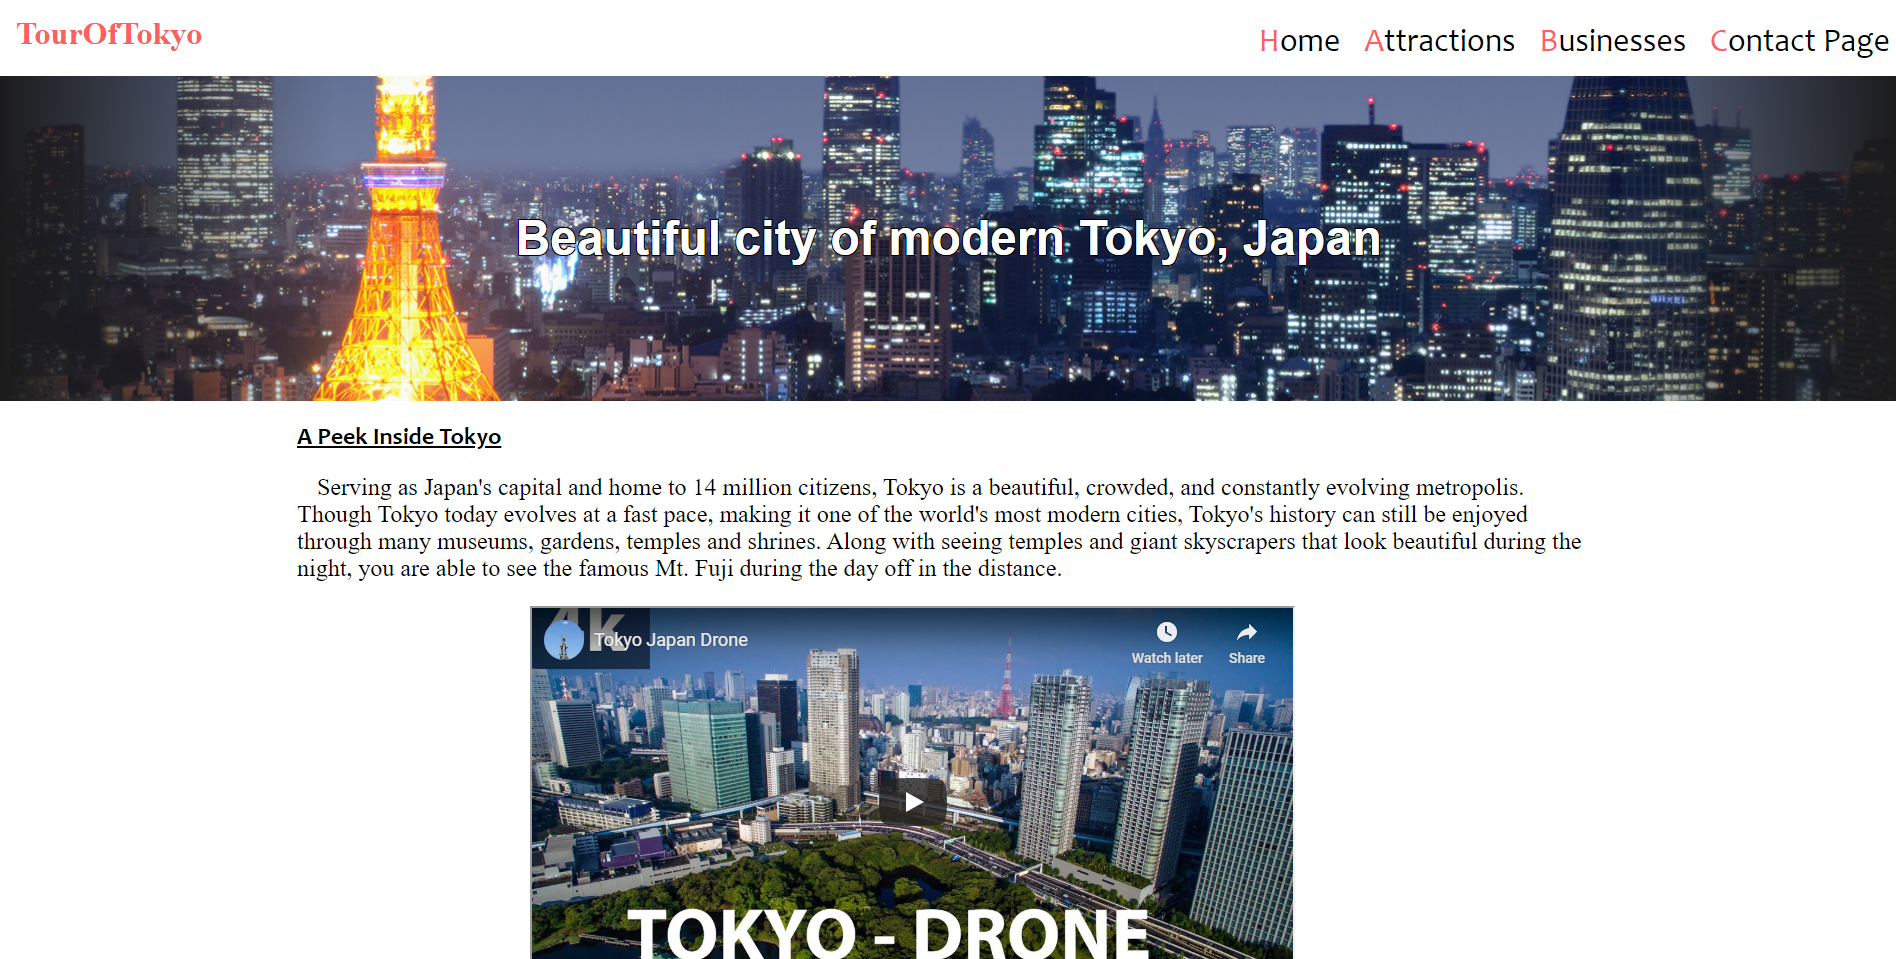 TourOfTokyo
Home Attractions Businesses Contact Page
Beautiful city of modern Tokyo, Japan
A Peek Inside Tokyo
Serving as Japan's capital and home to 14 million citizens, Tokyo is a beautiful, crowded, and constantly evolving metropolis.
Though Tokyo today evolves at a fast pace, making it one of the world's most modern cities, Tokyo's history can still be enjoyed
through many museums, gardens, temples and shrines. Along with seeing temples and giant skyscrapers that look beautiful during the
night, you are able to see the famous Mt. Fuji during the day off in the distance.
4k
Tokyo Japan Drone
Watch later
Share
TOKYO - DRONE